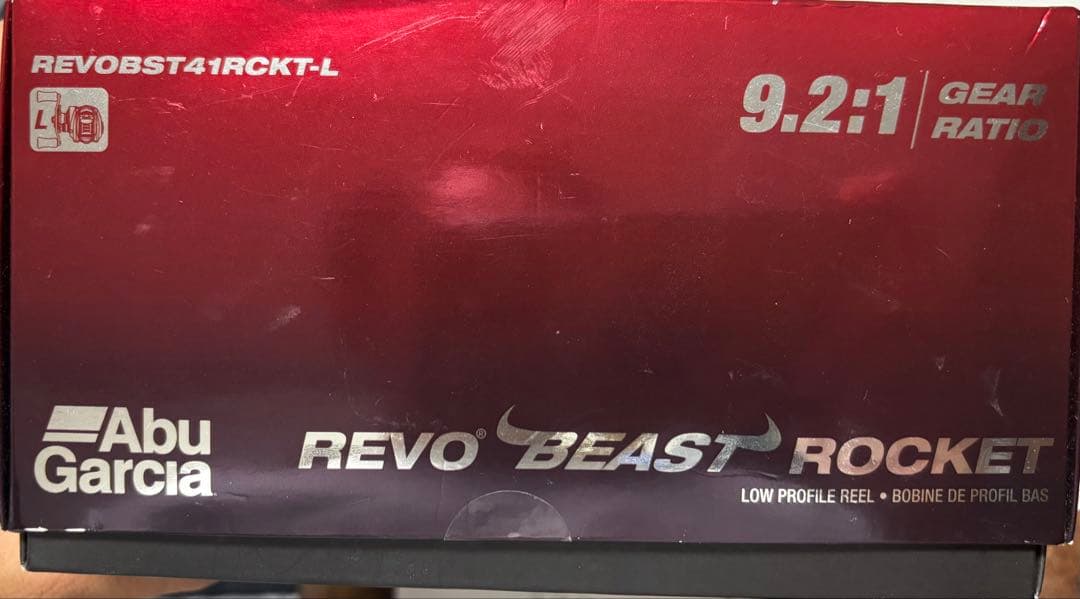 REVOBST41RCKT-L
L
9.2:1 GEAR
RATIO
Abu
Garcia
REVO® BEAST ROCKET
LOW PROFILE REEL • BOBINE DE PROFIL BAS